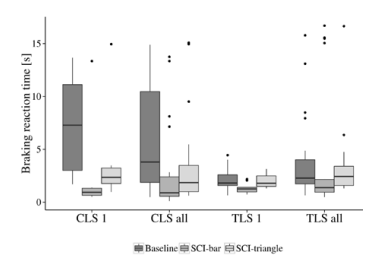 Braking reaction time [s]
15
10
5
0
CLS 1 CLS all TLS 1 TLS all
Baseline SCI-bar SCI-triangle